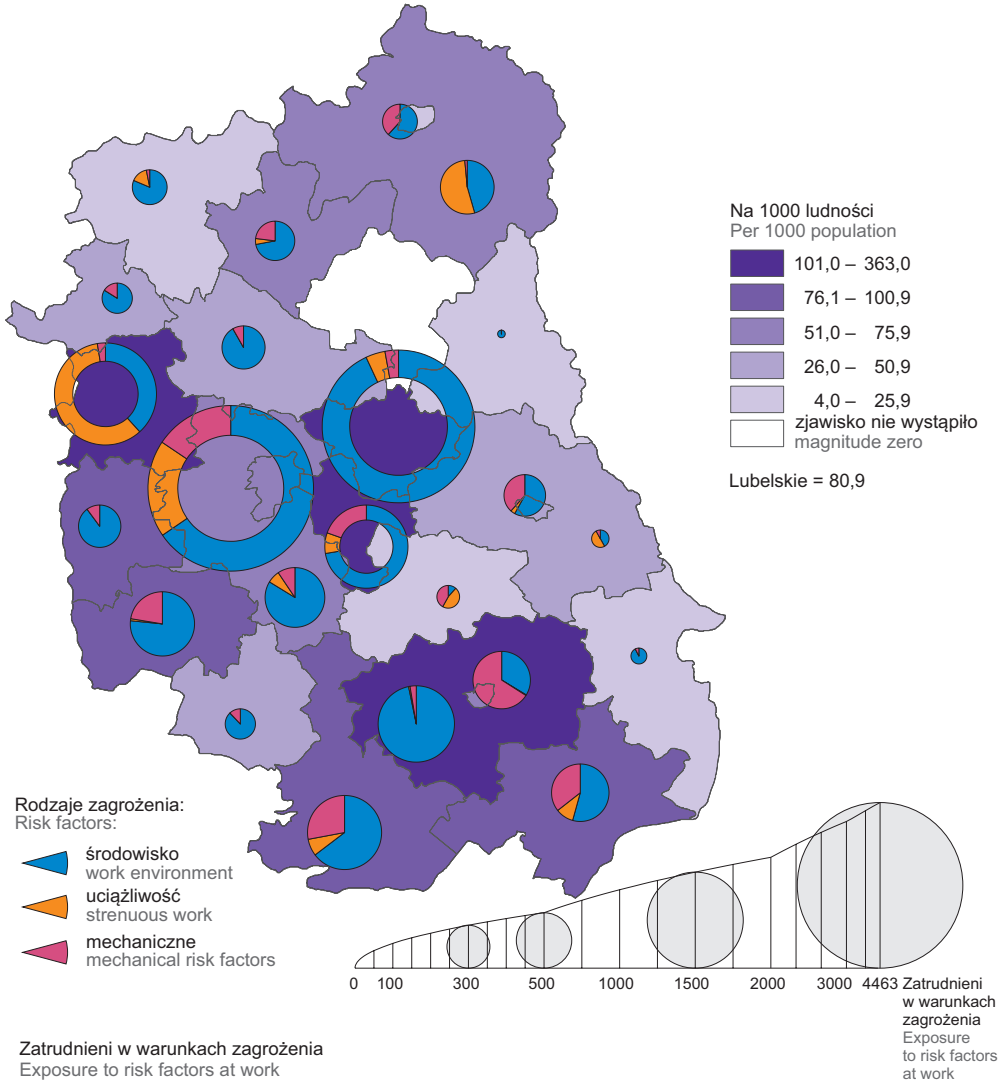 Na 1000 ludności
Per 1000 population
101,0 – 363,0
76,1 – 100,9
51,0 – 75,9
26,0 – 50,9
4,0 – 25,9
zjawisko nie wystąpiło
magnitude zero
Lubelskie = 80,9
Rodzaje zagrożenia:
Risk factors:
środowisko
work environment
uciążliwość
strenuous work
mechaniczne
mechanical risk factors
0 100 300 500 1000 1500 2000 3000 4463
Zatrudnieni
w warunkach
zagrożenia
Exposure
to risk factors
at work
Zatrudnieni w warunkach zagrożenia
Exposure to risk factors at work